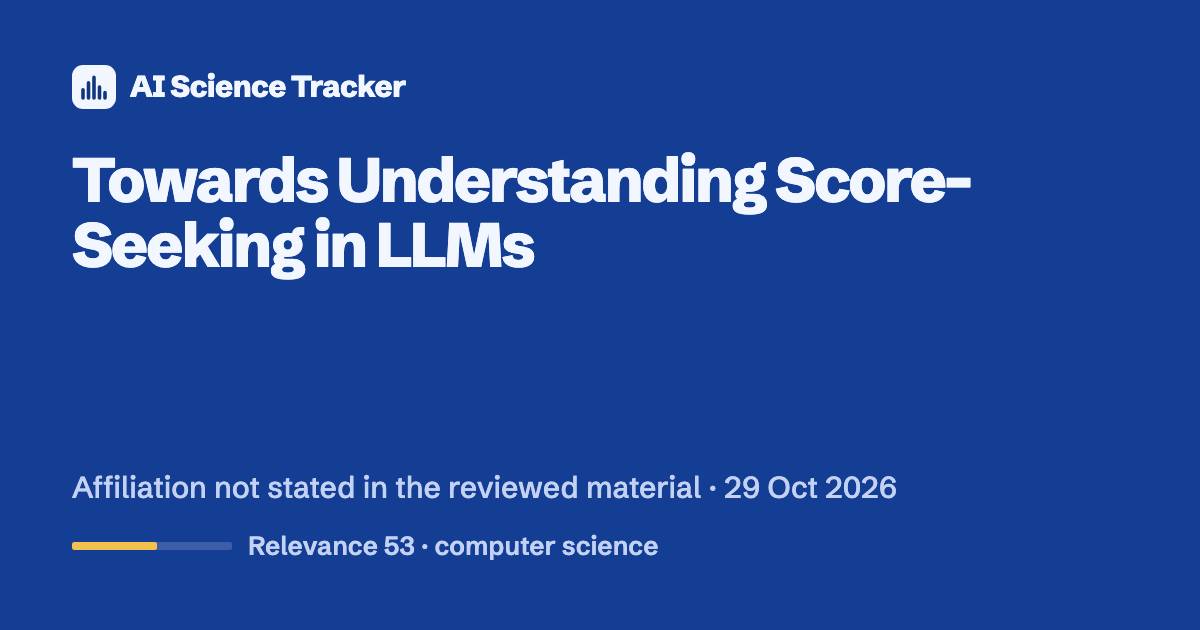 AI Science Tracker
Towards Understanding Score-
Seeking in LLMs
Affiliation not stated in the reviewed material · 29 Oct 2026
Relevance 53 · computer science